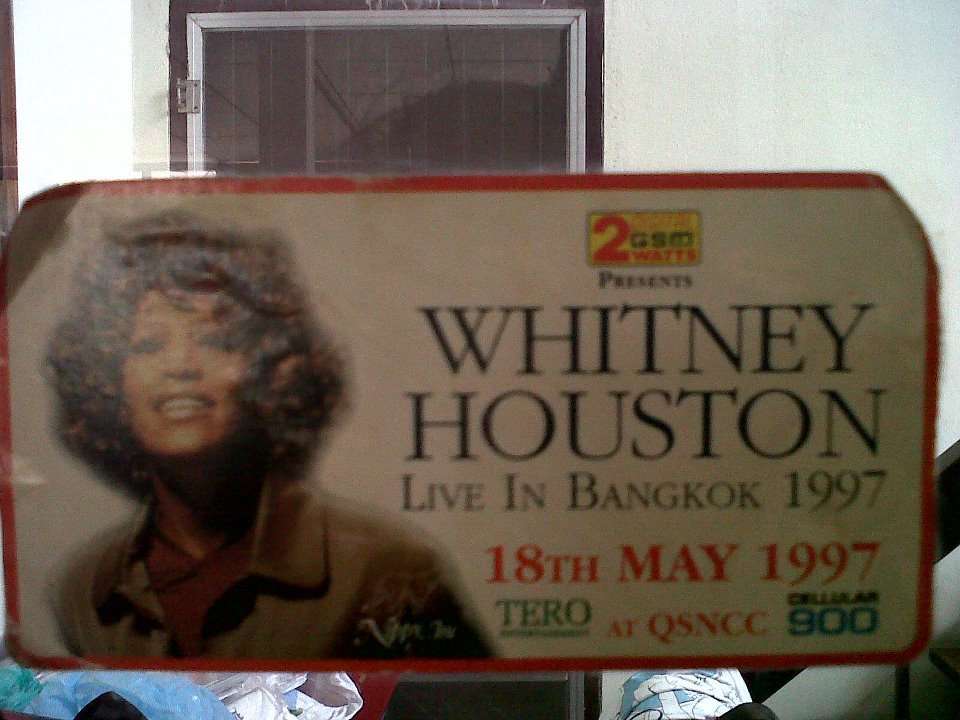 2 GSM
WATTS
PRESENTS
WHITNEY
HOUSTON
LIVE IN BANGKOK 1997
18TH MAY 1997
TERO
AT QSNCC
CELLULAR
900